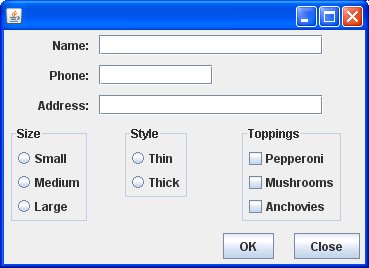 Name:
Phone:
Address:
Size Style Toppings
Small Thin Pepperoni
Medium Thick Mushrooms
Large Anchovies
OK Close